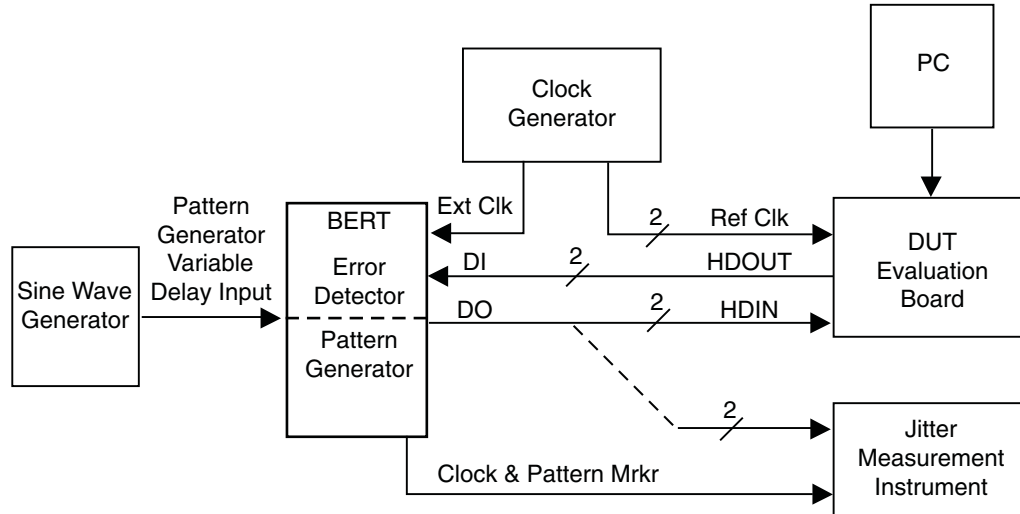 PC
Clock
Generator
Pattern
Generator
Variable
Delay Input
Sine Wave
Generator
BERT
Error
Detector
Pattern
Generator
Ext Clk
2
Ref Clk
DI
2
HDOUT
DO
2
HDIN
DUT
Evaluation
Board
2
Clock & Pattern Mrkr
Jitter
Measurement
Instrument